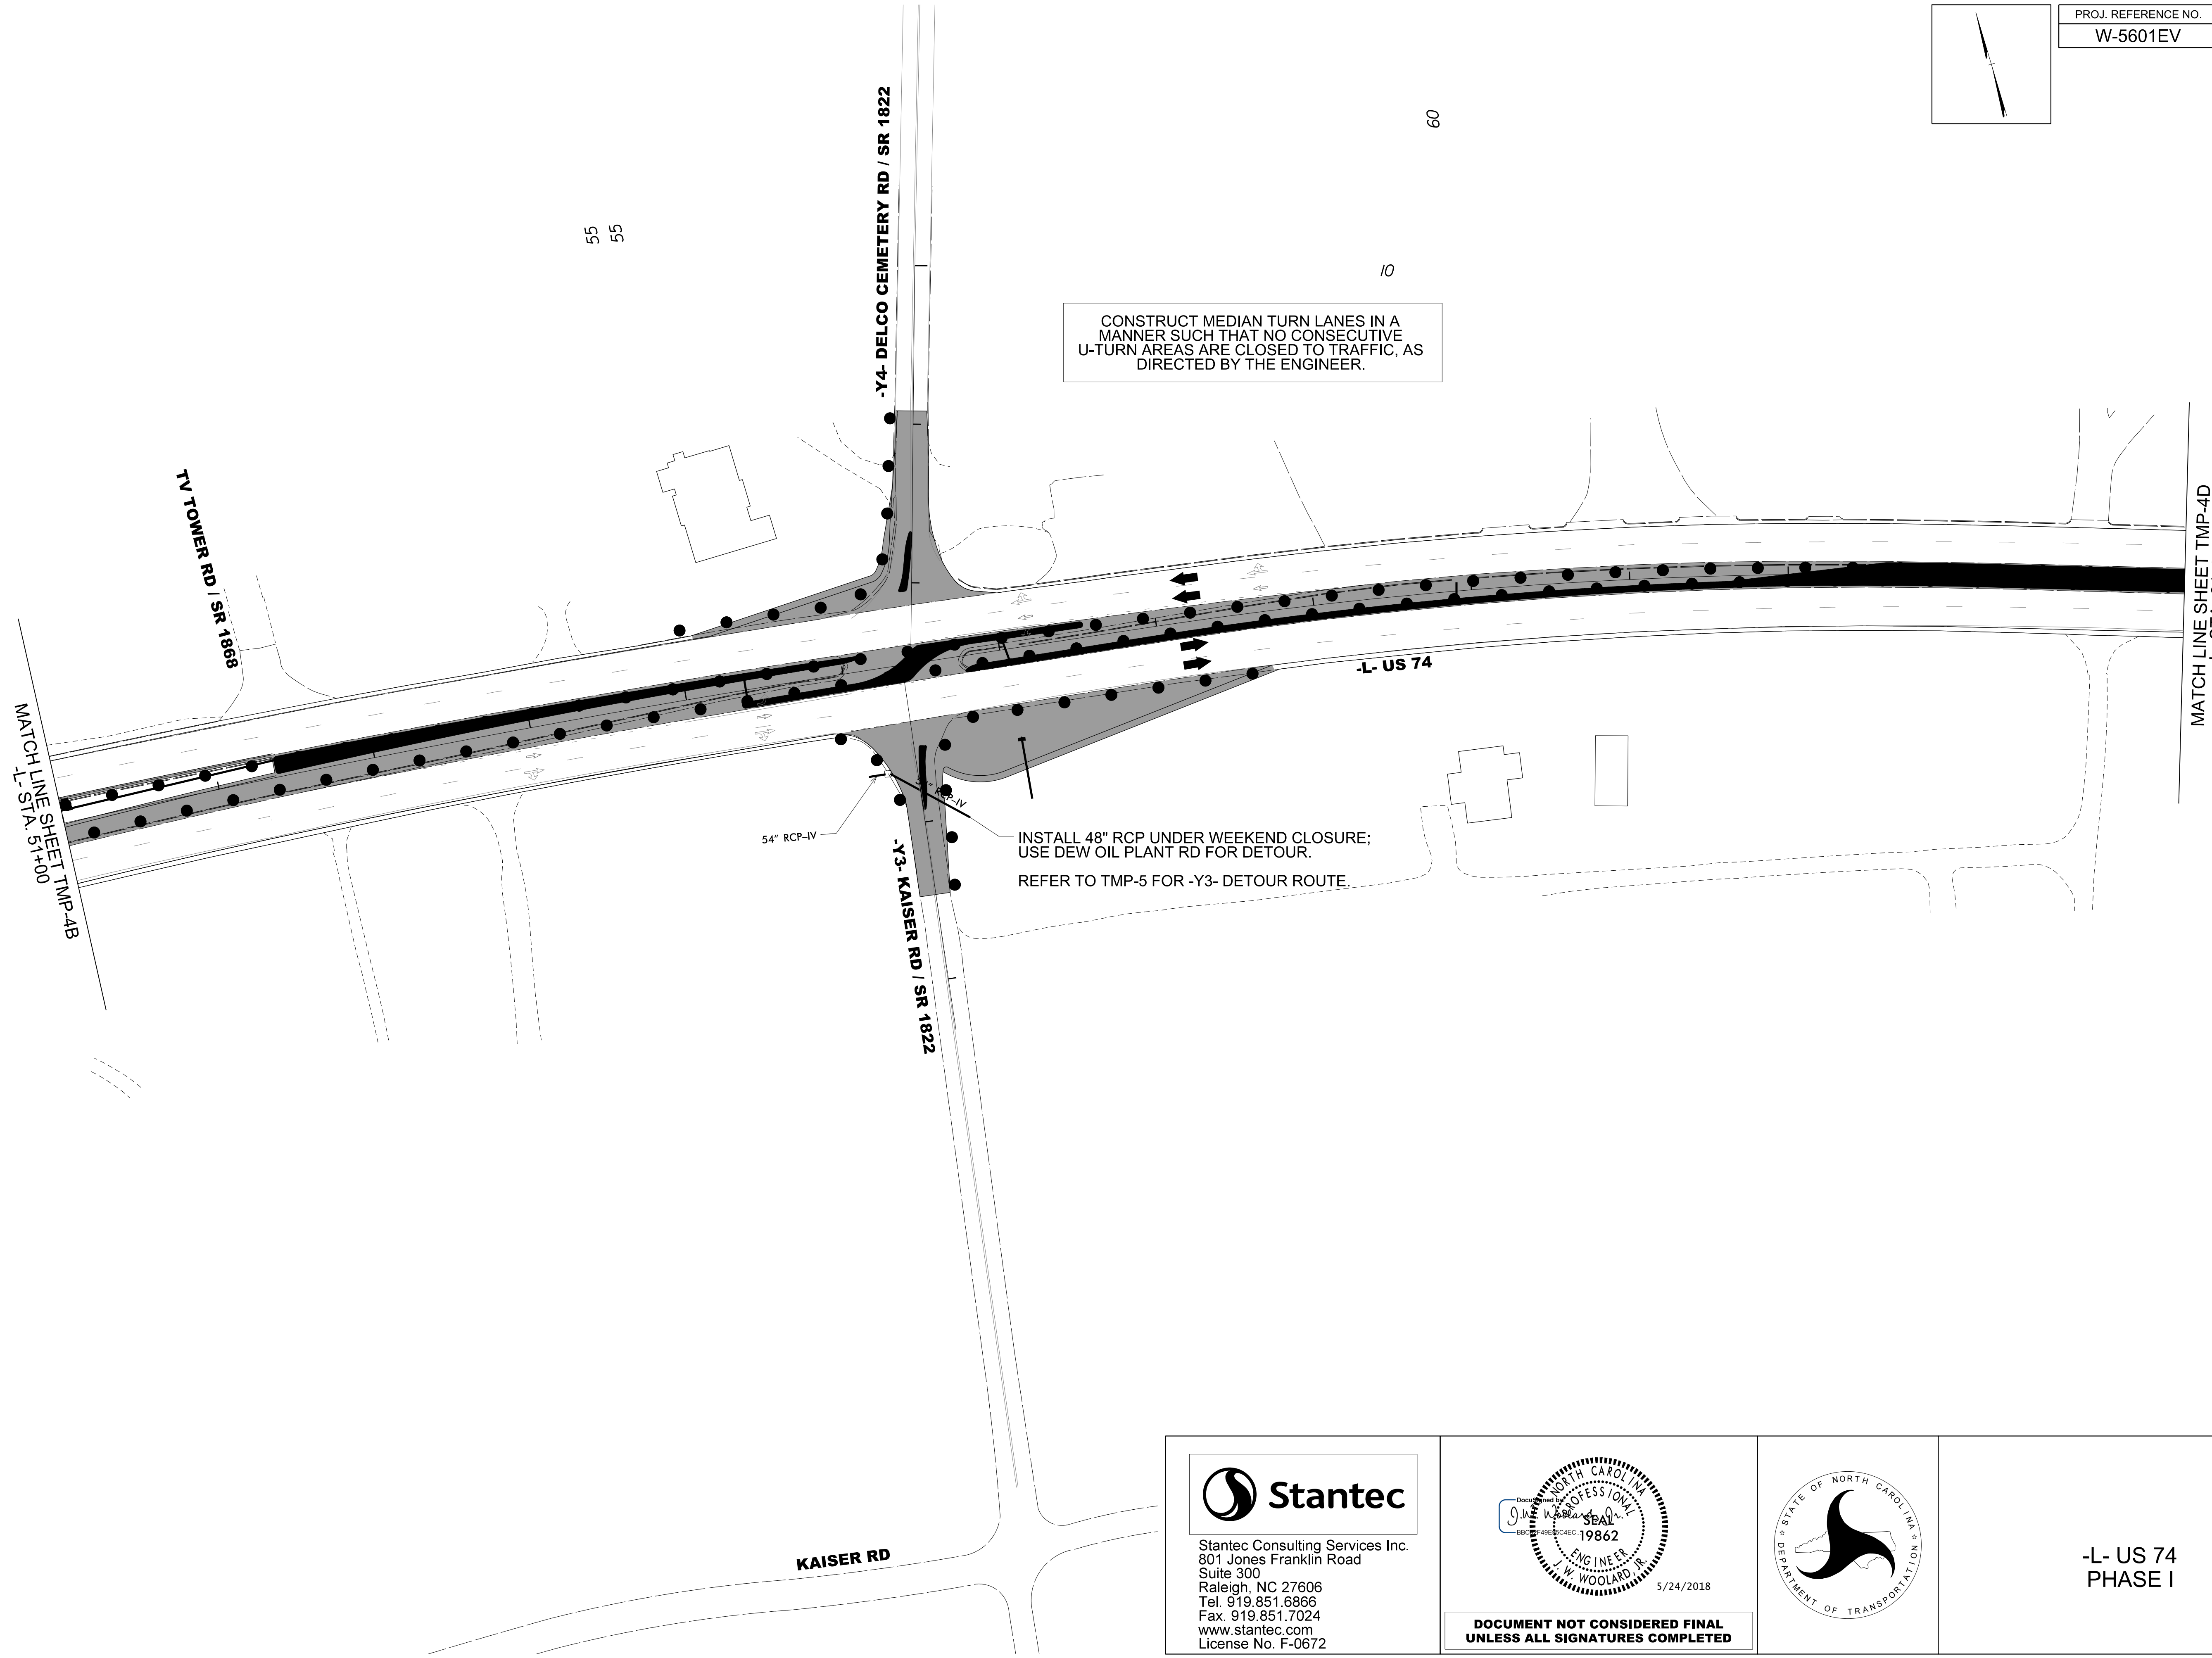 PROJ. REFERENCE NO.
W-5601EV
-Y4- DELCO CEMETERY RD / SR 1822
60
55
55
10
CONSTRUCT MEDIAN TURN LANES IN A
MANNER SUCH THAT NO CONSECUTIVE
U-TURN AREAS ARE CLOSED TO TRAFFIC, AS
DIRECTED BY THE ENGINEER.
TV TOWER RD / SR 1868
MATCH LINE SHEET TMP-4D
-L- US 74
MATCH LINE SHEET TMP-4B
-L- STA. 51+00
RCP-IV
54" RCP-IV
INSTALL 48" RCP UNDER WEEKEND CLOSURE;
USE DEW OIL PLANT RD FOR DETOUR.
REFER TO TMP-5 FOR -Y3- DETOUR ROUTE.
-Y3- KAISER RD / SR 1822
KAISER RD
Stantec
Stantec Consulting Services Inc.
801 Jones Franklin Road
Suite 300
Raleigh, NC 27606
Tel. 919.851.6866
Fax. 919.851.7024
www.stantec.com
License No. F-0672
NORTH CAROLINA
PROFESSIONAL
SEAL
19862
ENGINEER
J. W. WOOLARD, JR.
5/24/2018
DOCUMENT NOT CONSIDERED FINAL
UNLESS ALL SIGNATURES COMPLETED
STATE OF NORTH CAROLINA
DEPARTMENT OF TRANSPORTATION
-L- US 74
PHASE I